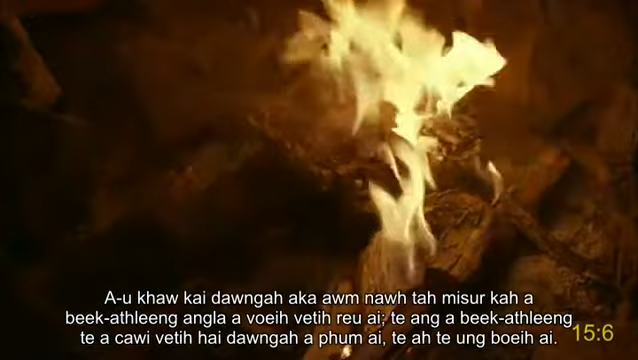 A-u khaw kai dawngah aka awm nawh tah misur kah a
beek-athleeng angla a voeih vetih reu ai; te ang a beek-athleeng
te a cawi vetih hai dawngah a phum ai, te ah te ung boeih ai.
15:6